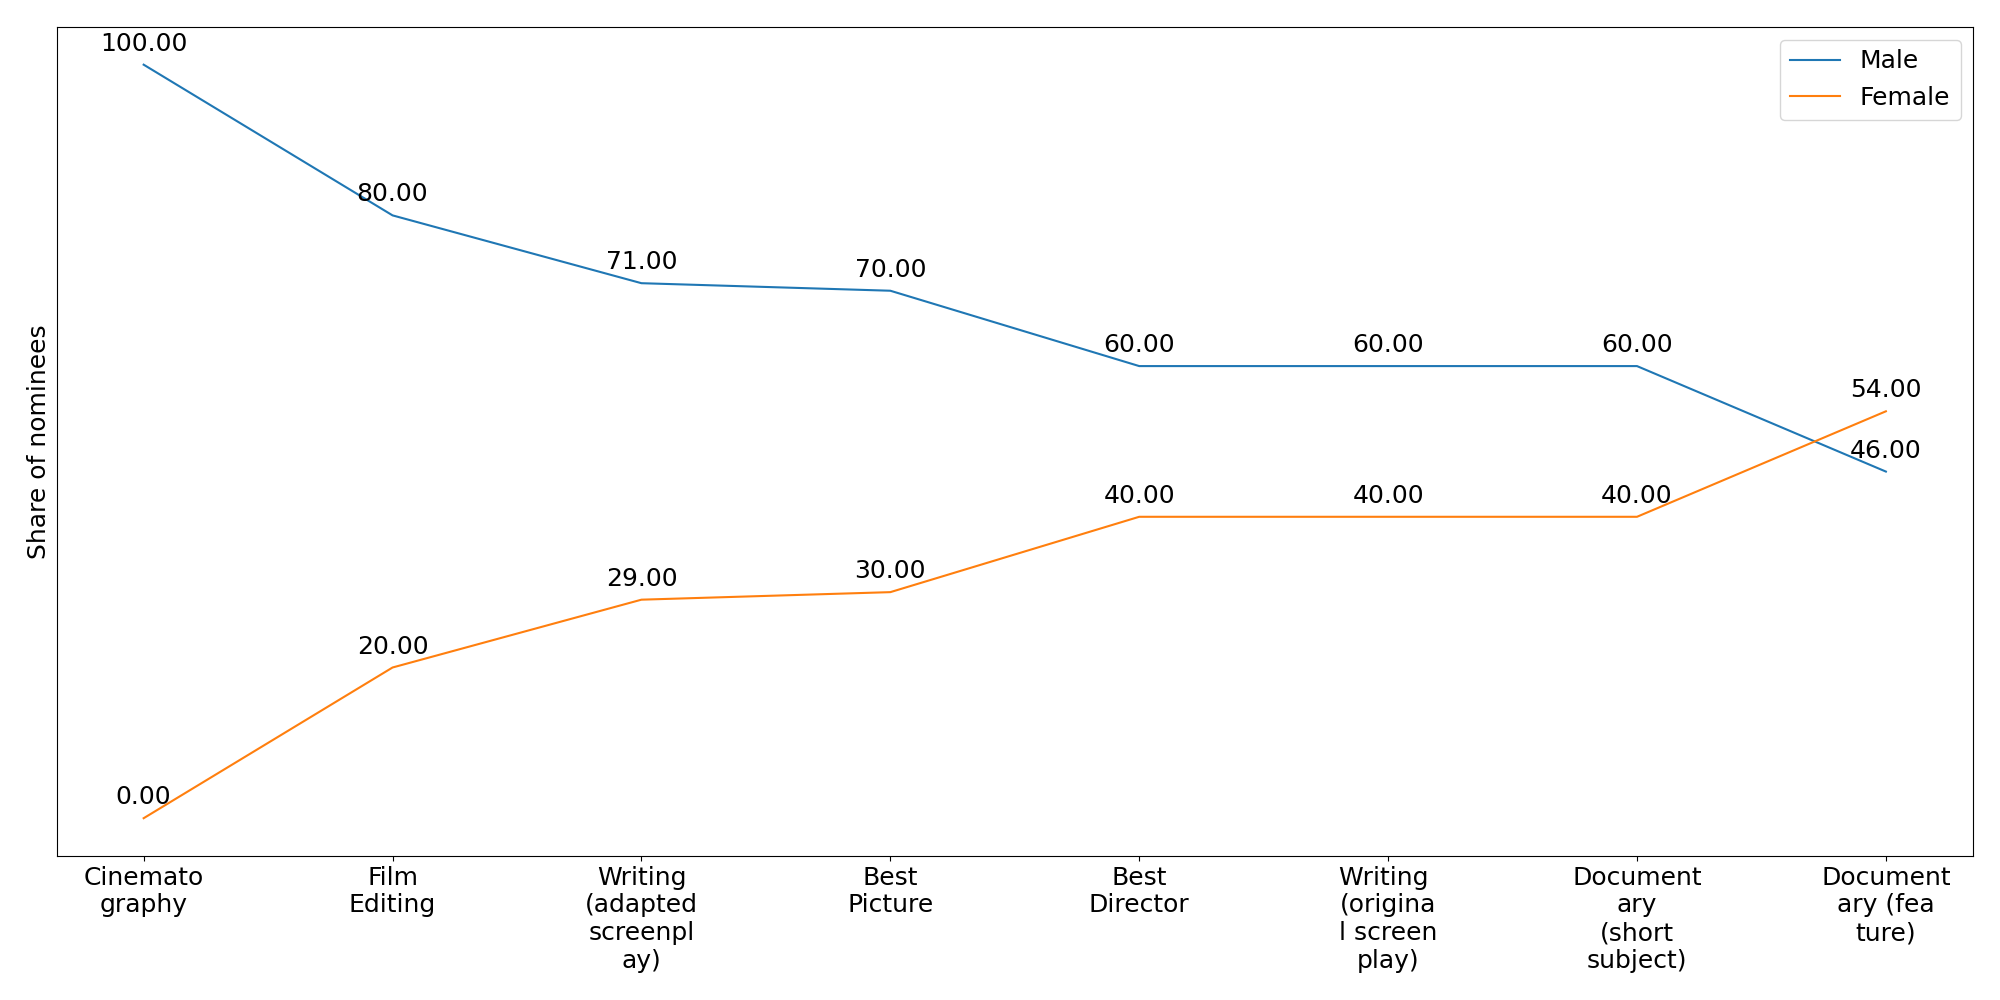 100.00
Male
Female
80.00
71.00
70.00
60.00
60.00
60.00
54.00
46.00
40.00
40.00
40.00
29.00
30.00
20.00
0.00
Share of nominees
Cinemato
graphy
Film
Editing
Writing
(adapted
screenpl
ay)
Best
Picture
Best
Director
Writing
(origina
l screen
play)
Document
ary
(short
subject)
Document
ary (fea
ture)